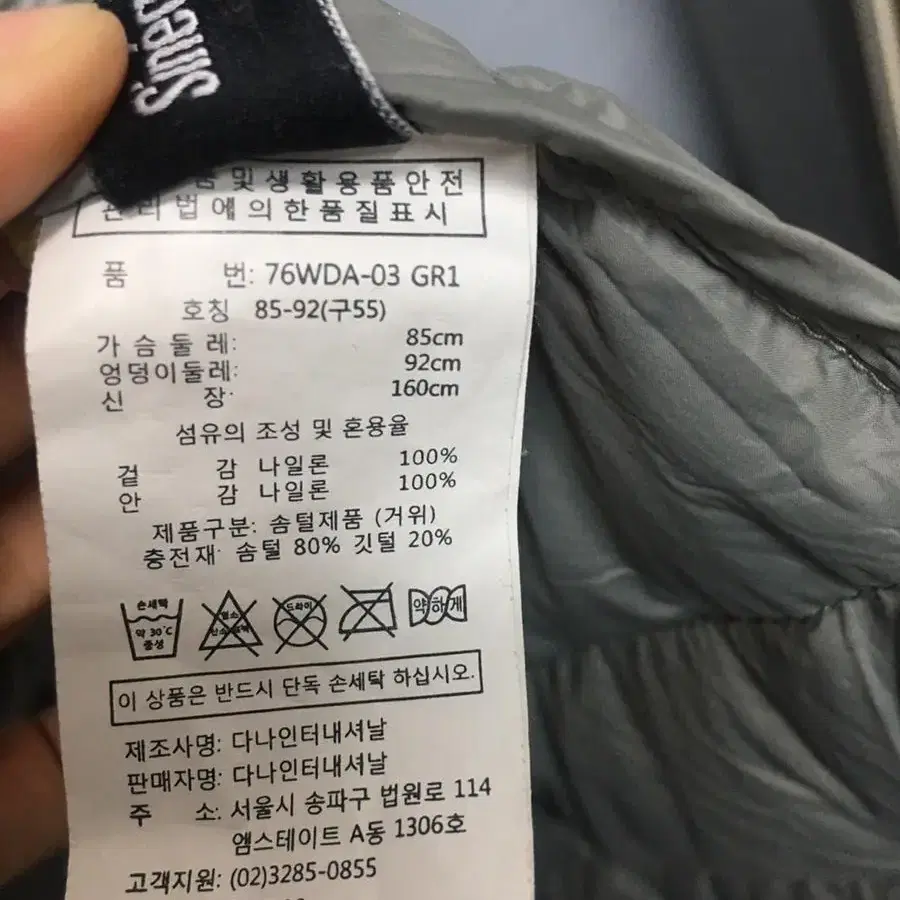 및생활용품안전
관리법에의한품질표시
품 번: 76WDA-03 GR1
호칭 85-92(구55)
가슴둘레: 85cm
엉덩이둘레: 92cm
신 장: 160cm
섬유의 조성 및 혼용율
겉 감 나일론 100%
안 감 나일론 100%
제품구분: 솜털제품 (거위)
충전재: 솜털 80% 깃털 20%
손세탁
약 30℃
중성
드라이
약하게
이 상품은 반드시 단독 손세탁 하십시오.
제조사명: 다나인터내셔날
판매자명: 다나인터내셔날
주 소: 서울시 송파구 법원로 114
엠스테이트 A동 1306호
고객지원: (02)3285-0855